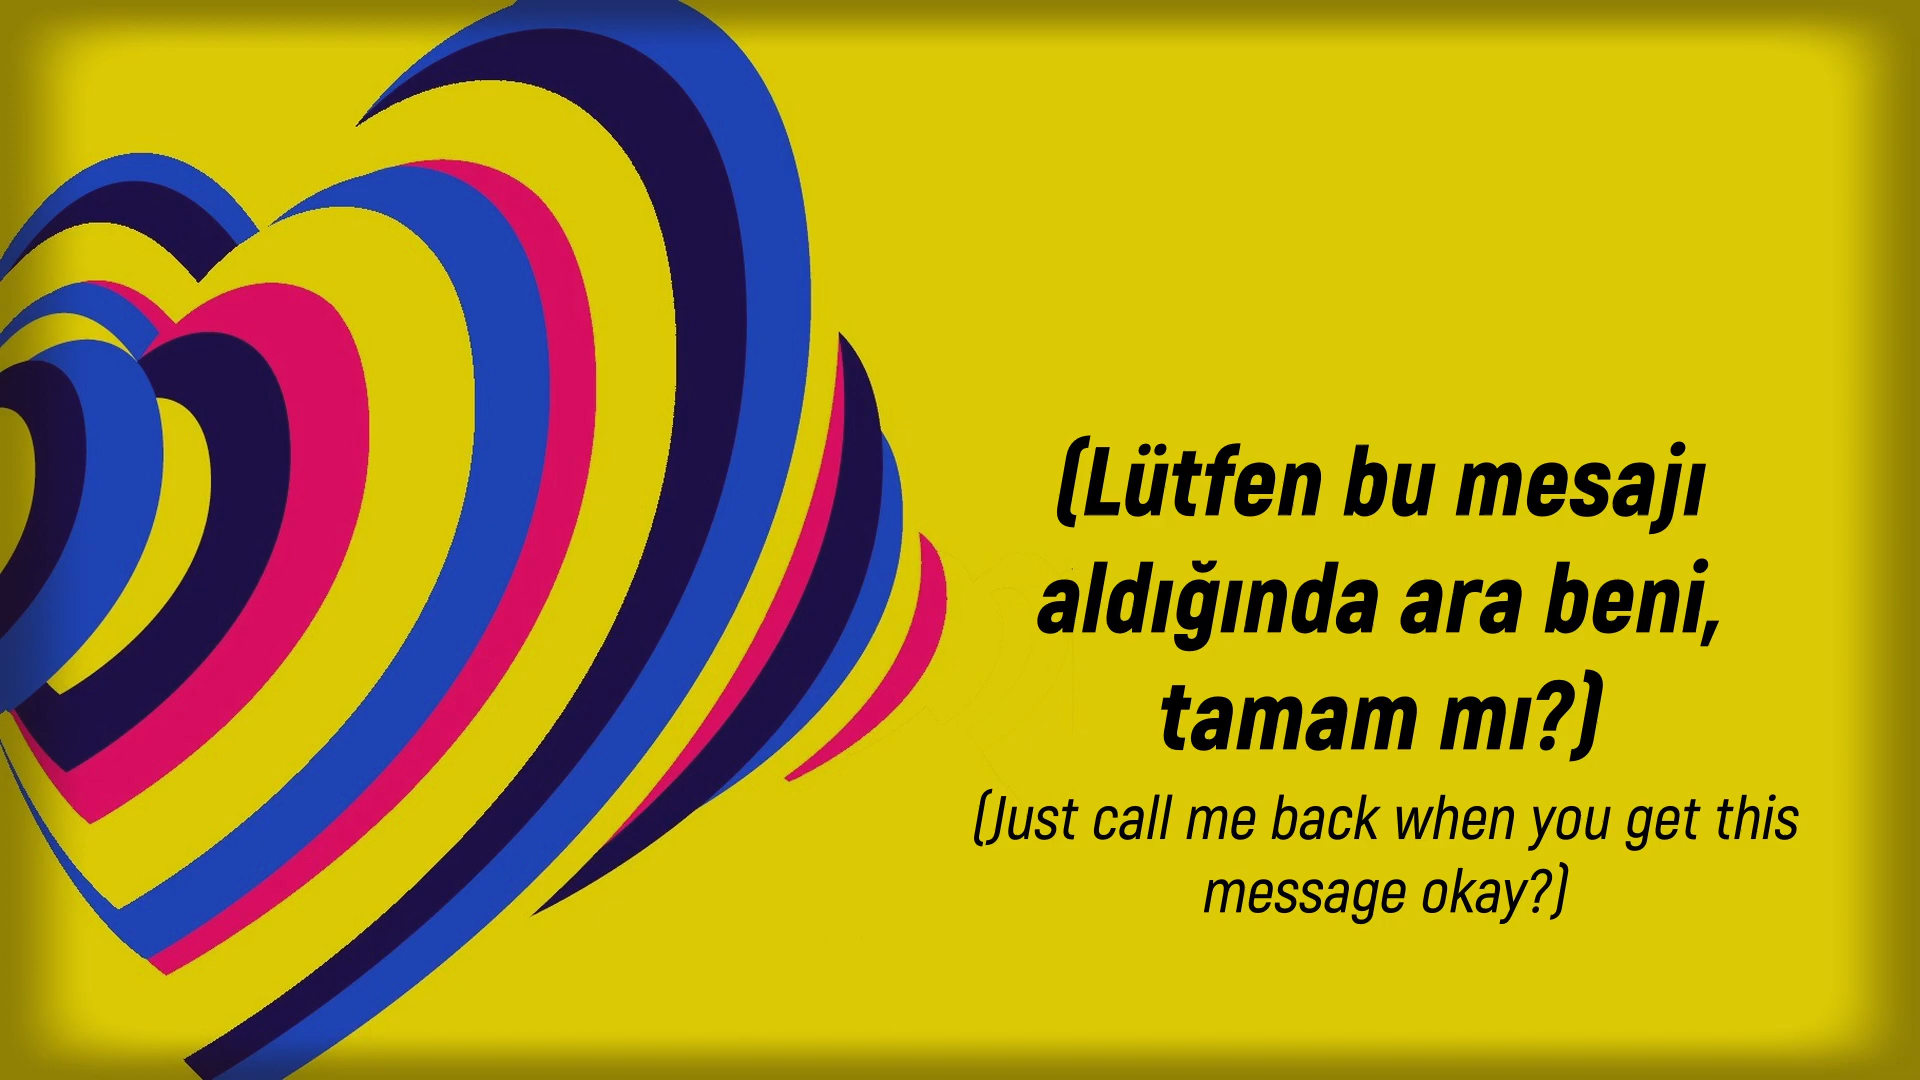 (Lütfen bu mesajı
aldığında ara beni,
tamam mı?)
(Just call me back when you get this
message okay?)